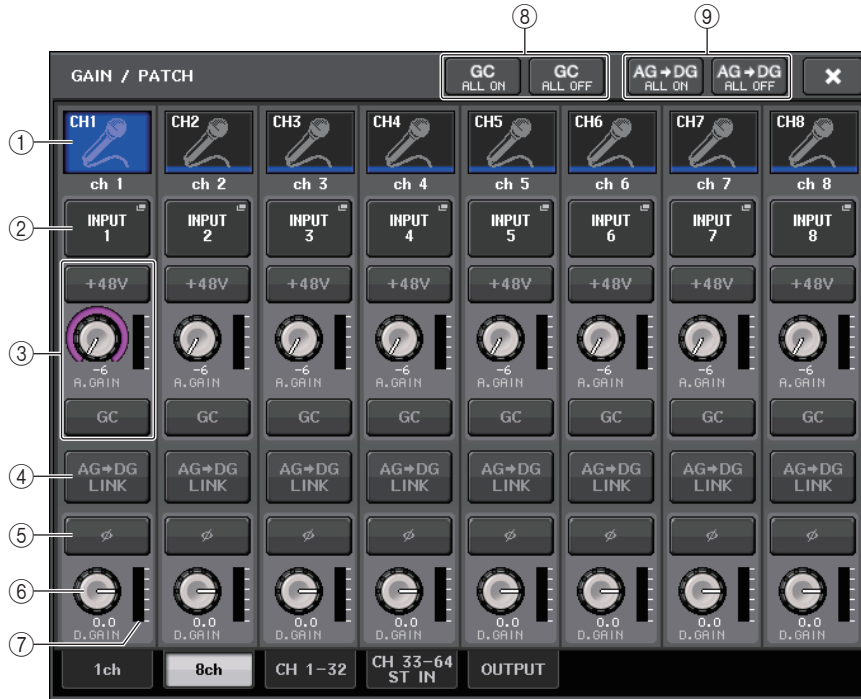 ⑧ ⑨
GAIN / PATCH
GC ALL ON
GC ALL OFF
AG→DG ALL ON
AG→DG ALL OFF
×
①
CH1 CH2 CH3 CH4 CH5 CH6 CH7 CH8
ch 1 ch 2 ch 3 ch 4 ch 5 ch 6 ch 7 ch 8
②
INPUT INPUT INPUT INPUT INPUT INPUT INPUT INPUT
1 2 3 4 5 6 7 8
+48V +48V +48V +48V +48V +48V +48V +48V
③
-6 -6 -6 -6 -6 -6 -6 -6
A.GAIN A.GAIN A.GAIN A.GAIN A.GAIN A.GAIN A.GAIN A.GAIN
GC GC GC GC GC GC GC GC
④
AG→DG AG→DG AG→DG AG→DG AG→DG AG→DG AG→DG AG→DG
LINK LINK LINK LINK LINK LINK LINK LINK
⑤
ø ø ø ø ø ø ø ø
⑥
0.0 0.0 0.0 0.0 0.0 0.0 0.0 0.0
D.GAIN D.GAIN D.GAIN D.GAIN D.GAIN D.GAIN D.GAIN D.GAIN
⑦
1ch
8ch
CH 1-32
CH 33-64
ST IN
OUTPUT